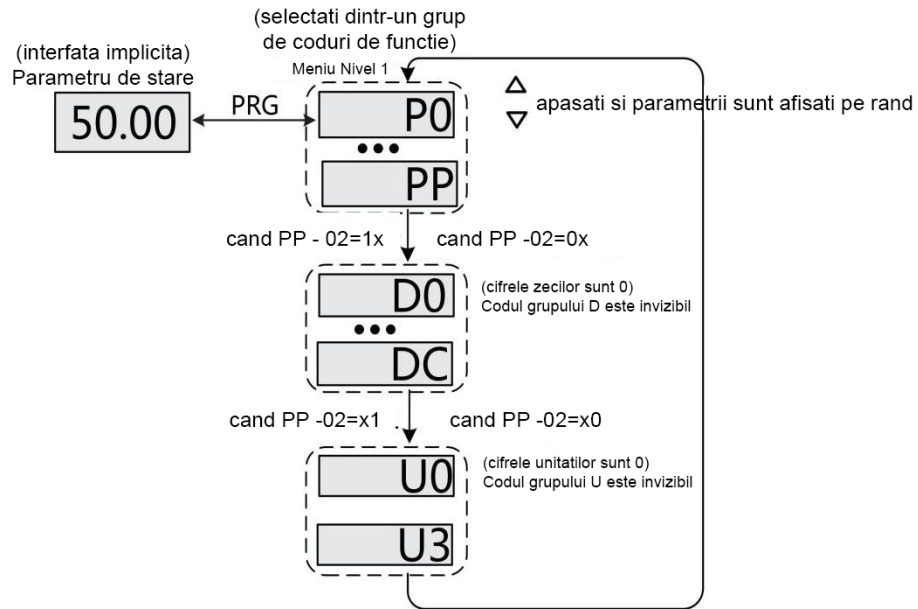 (selectati dintr-un grup
de coduri de functie)
(interfata implicita)
Parametru de stare
Meniu Nivel 1
50.00
PRG
P0
•••
PP
apasati si parametrii sunt afisati pe rand
cand PP - 02=1x
cand PP -02=0x
D0
•••
DC
(cifrele zecilor sunt 0)
Codul grupului D este invizibil
cand PP -02=x1
cand PP -02=x0
U0
U3
(cifrele unitatilor sunt 0)
Codul grupului U este invizibil